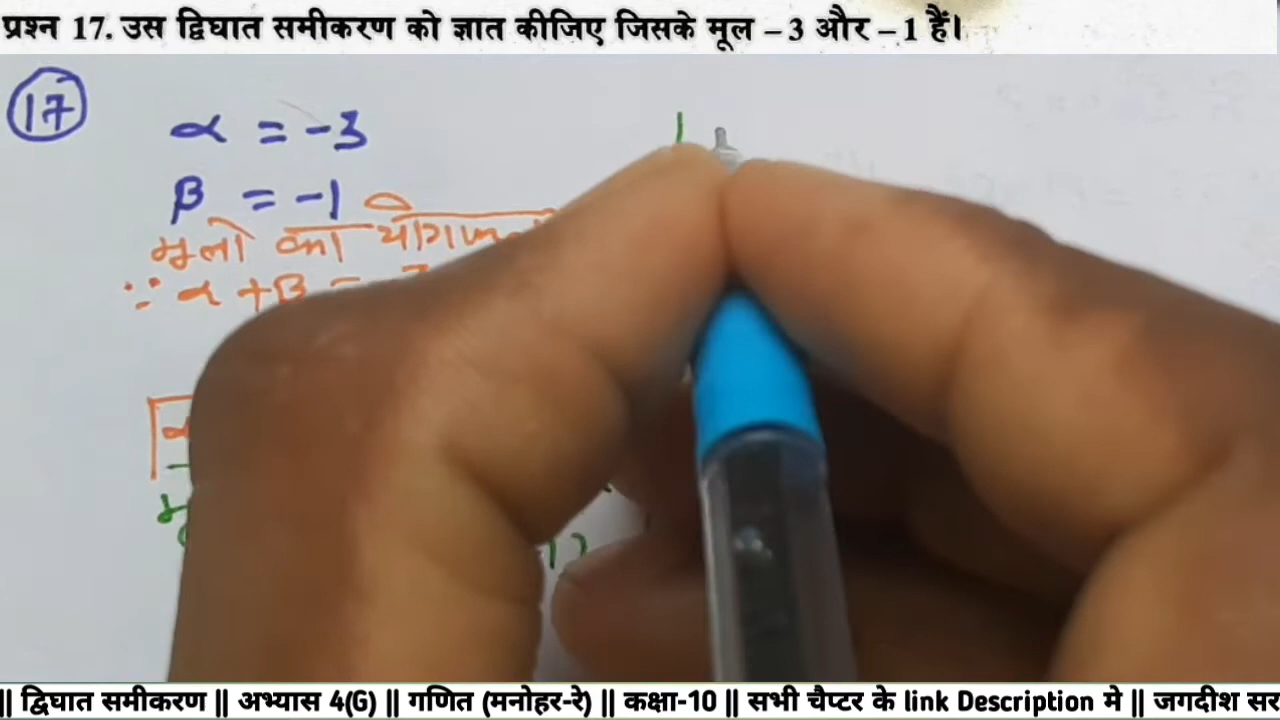 प्रश्न 17. उस द्विघात समीकरण को ज्ञात कीजिए जिसके मूल – 3 और – 1 हैं।
17
α = -3
β = -1
मूलो का
∵ α + β =
|| द्विघात समीकरण || अभ्यास 4(G) || गणित (मनोहर-रे) || कक्षा-10 || सभी चैप्टर के link Description मे || जगदीश सर